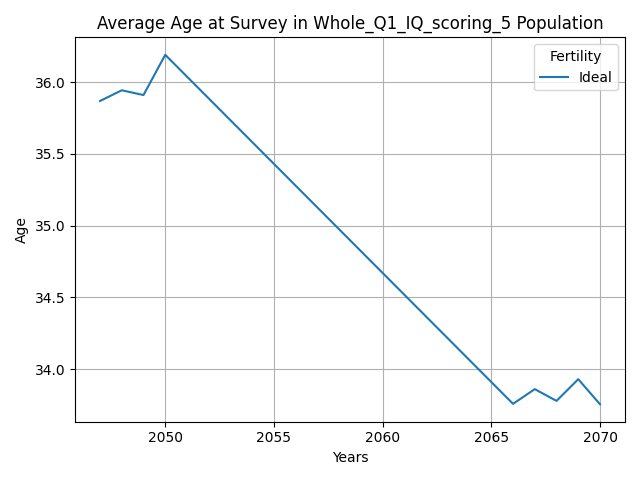 Average Age at Survey in Whole_Q1_IQ_scoring_5 Population
Fertility
Ideal
36.0
35.5
35.0
34.5
34.0
Age
2050 2055 2060 2065 2070
Years